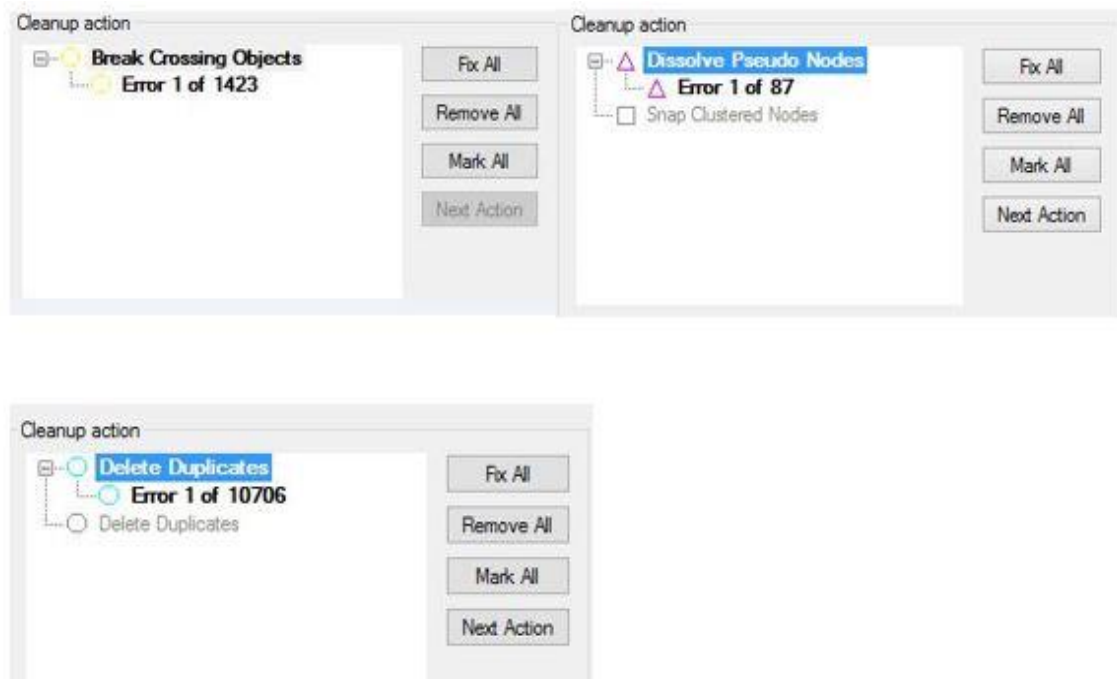 Cleanup action
Break Crossing Objects
Error 1 of 1423
Fix All
Remove All
Mark All
Next Action
Cleanup action
Dissolve Pseudo Nodes
Error 1 of 87
Snap Clustered Nodes
Fix All
Remove All
Mark All
Next Action
Cleanup action
Delete Duplicates
Error 1 of 10706
Delete Duplicates
Fix All
Remove All
Mark All
Next Action